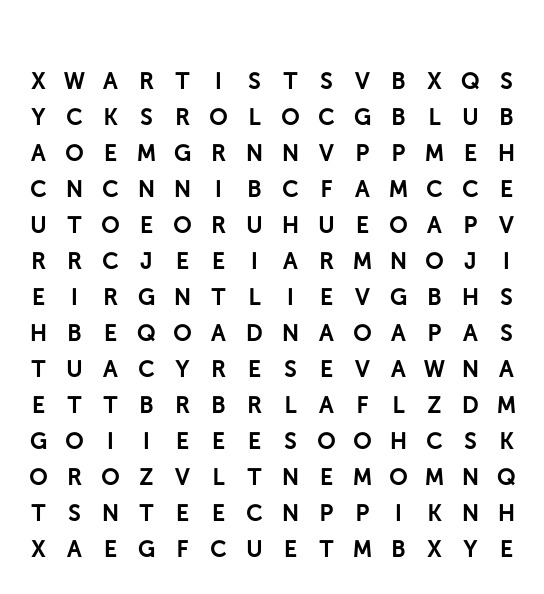 X W A R T I S T S V B X Q S
Y C K S R O L O C G B L U B
A O E M G R N N V P P M E H
C N C N N I B C F A M C C E
U T O E O R U H U E O A P V
R R C J E E I A R M N O J I
E I R G N T L I E V G B H S
H B E Q O A D N A O A P A S
T U A C Y R E S E V A W N A
E T T B R B R L A F L Z D M
G O I I E E E S O O H C S K
O R O Z V L T N E M O M N Q
T S N T E E C N P P I K N H
X A E G F C U E T M B X Y E